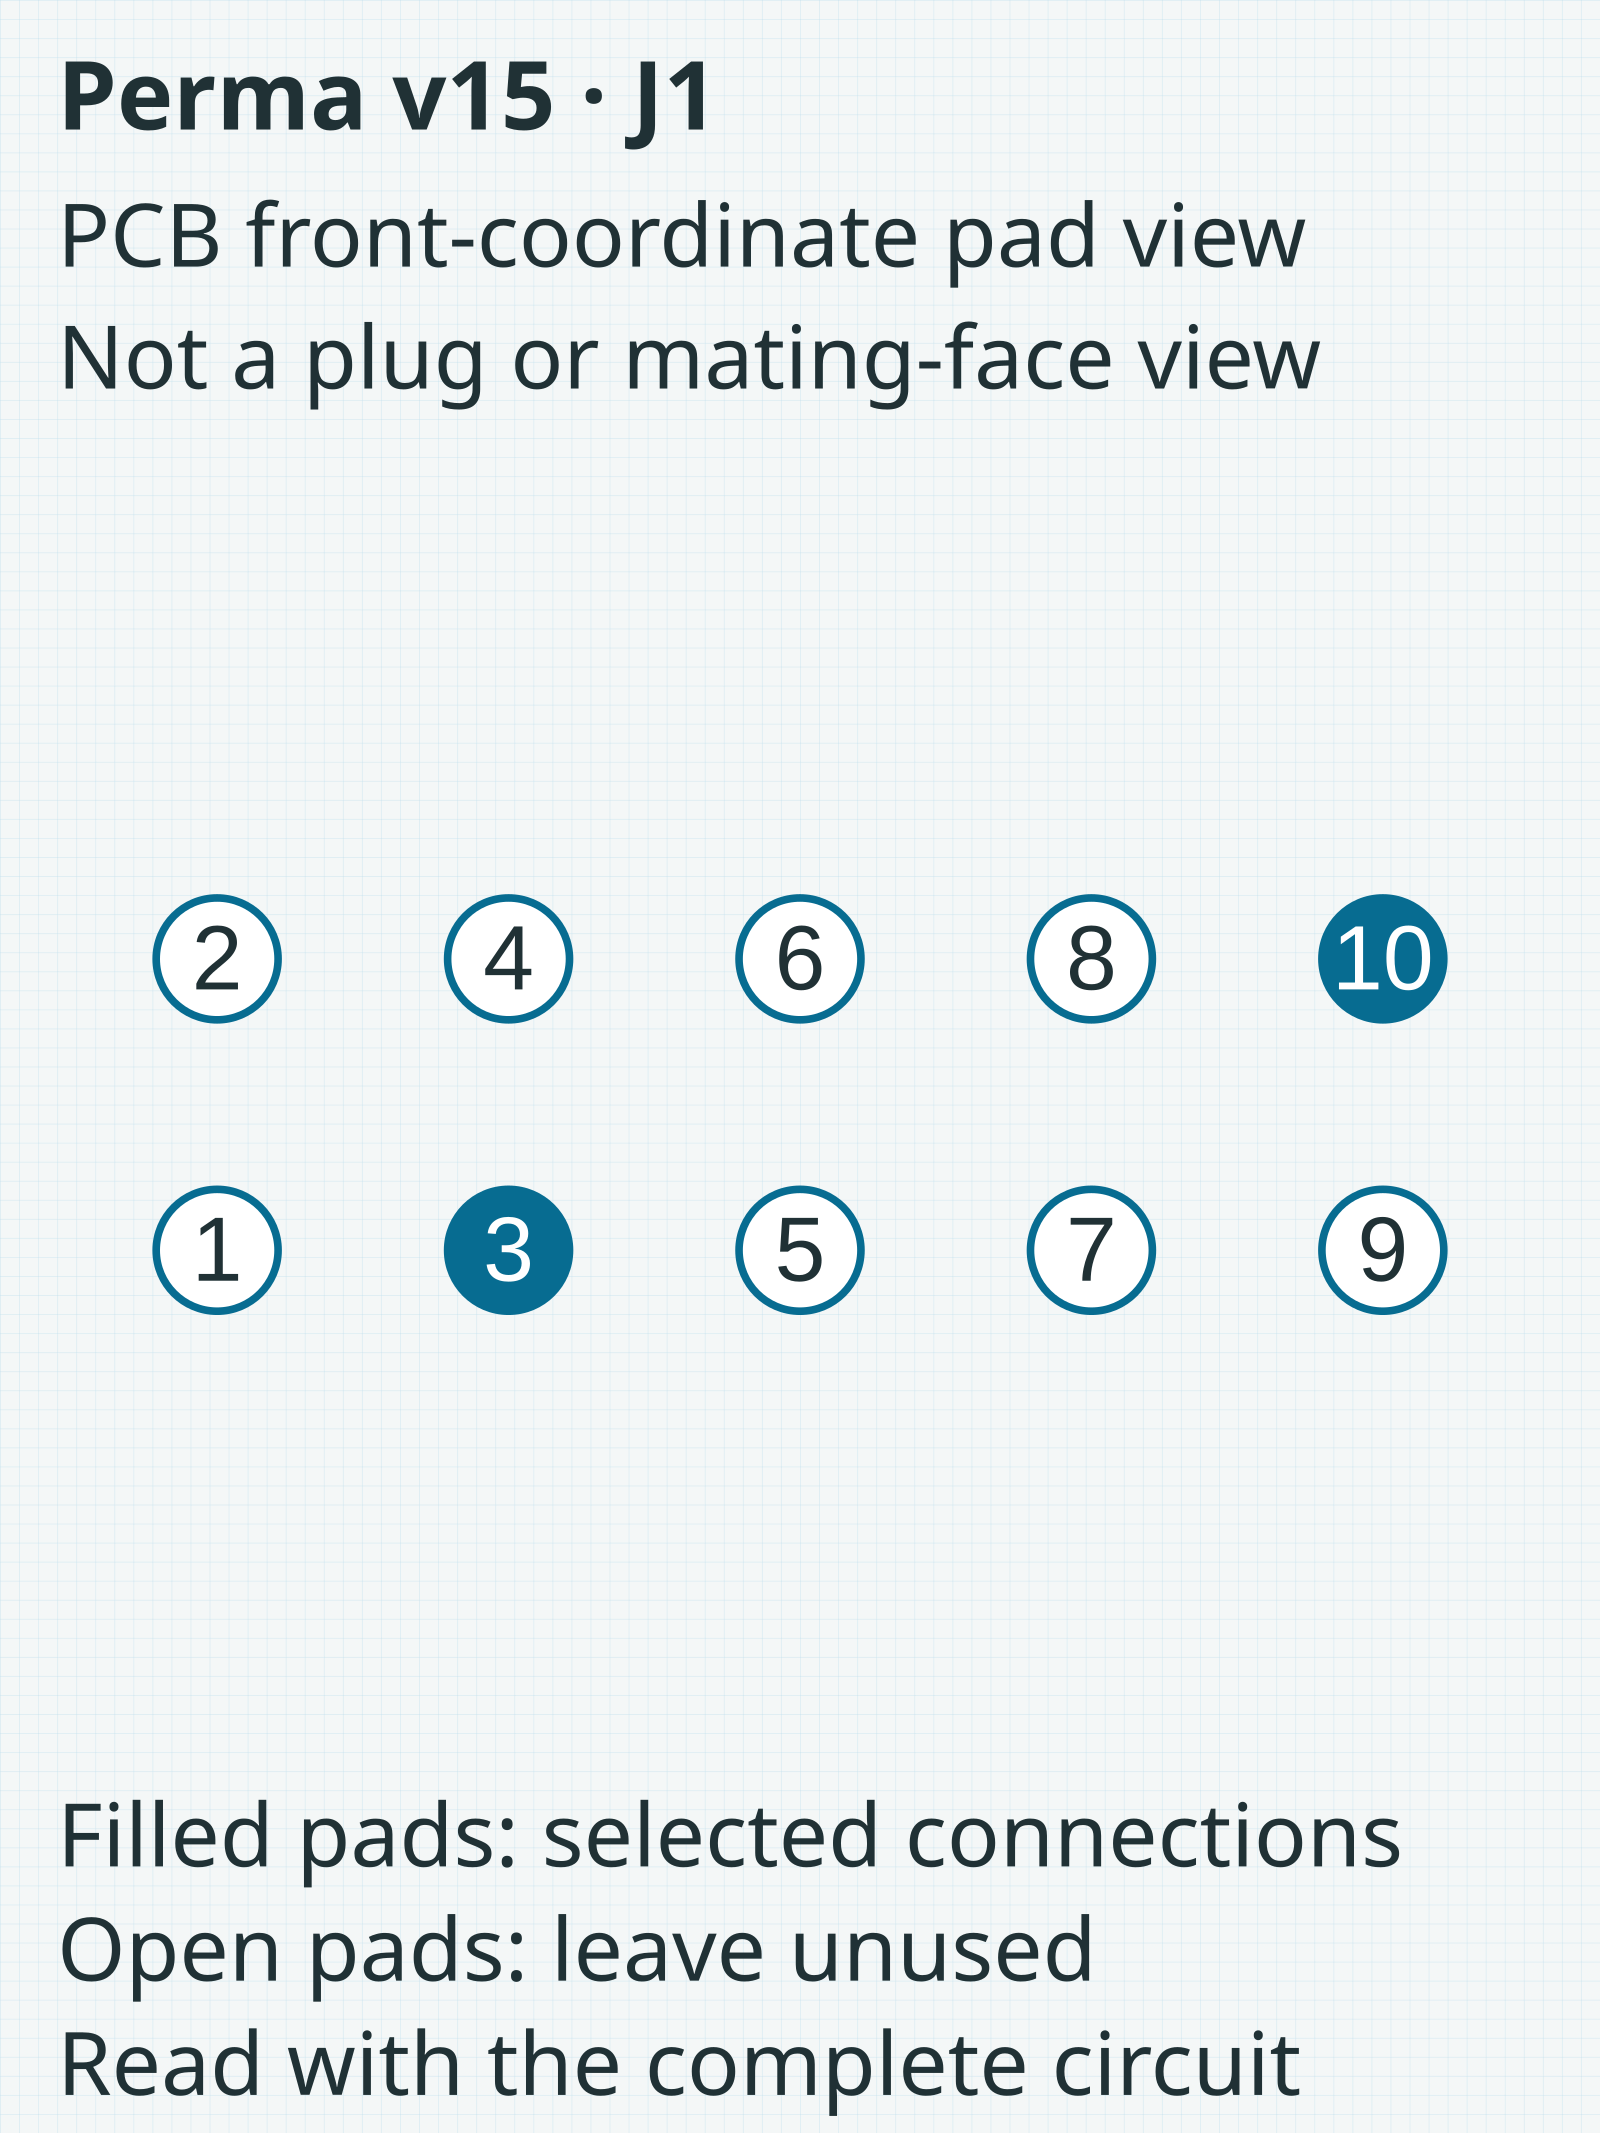 Perma v15 · J1
PCB front-coordinate pad view
Not a plug or mating-face view
2 4 6 8 10
1 3 5 7 9
Filled pads: selected connections
Open pads: leave unused
Read with the complete circuit